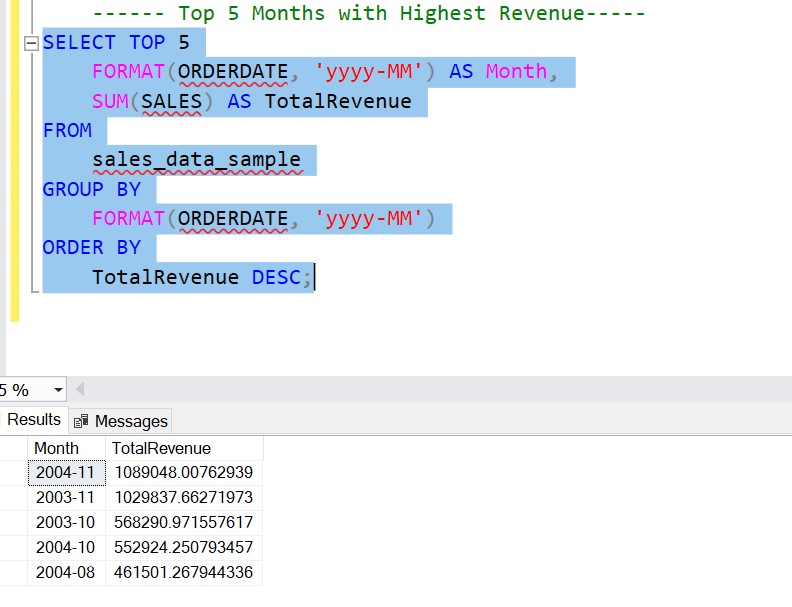 ------ Top 5 Months with Highest Revenue-----
SELECT TOP 5
FORMAT(ORDERDATE, 'yyyy-MM') AS Month,
SUM(SALES) AS TotalRevenue
FROM
sales_data_sample
GROUP BY
FORMAT(ORDERDATE, 'yyyy-MM')
ORDER BY
TotalRevenue DESC;
5 %
Results Messages
Month TotalRevenue
2004-11 1089048.00762939
2003-11 1029837.66271973
2003-10 568290.971557617
2004-10 552924.250793457
2004-08 461501.267944336